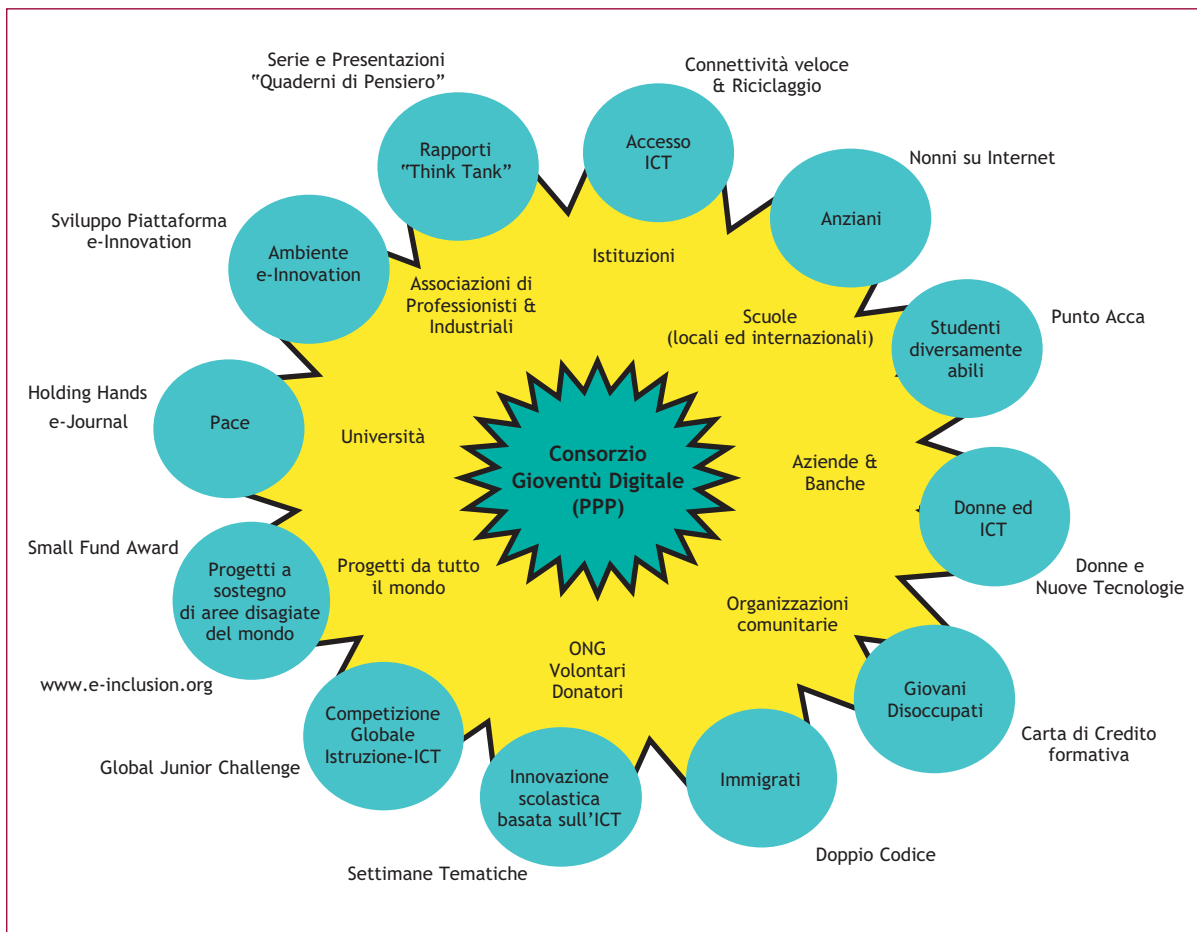 Serie e Presentazioni
“Quaderni di Pensiero”
Connettività veloce
& Riciclaggio
Rapporti
“Think Tank”
Accesso
ICT
Nonni su Internet
Anziani
Sviluppo Piattaforma
e-Innovation
Ambiente
e-Innovation
Istituzioni
Associazioni di
Professionisti &
Industriali
Scuole
(locali ed internazionali)
Studenti
diversamente
abili
Punto Acca
Holding Hands
e-Journal
Pace
Università
Consorzio
Gioventù Digitale
(PPP)
Aziende &
Banche
Donne ed
ICT
Donne e
Nuove Tecnologie
Small Fund Award
Progetti a
sostegno
di aree disagiate
del mondo
Progetti da tutto
il mondo
Organizzazioni
comunitarie
ONG
Volontari
Donatori
www.e-inclusion.org
Competizione
Globale
Istruzione-ICT
Giovani
Disoccupati
Carta di Credito
formativa
Global Junior Challenge
Innovazione
scolastica
basata sull’ICT
Immigrati
Doppio Codice
Settimane Tematiche